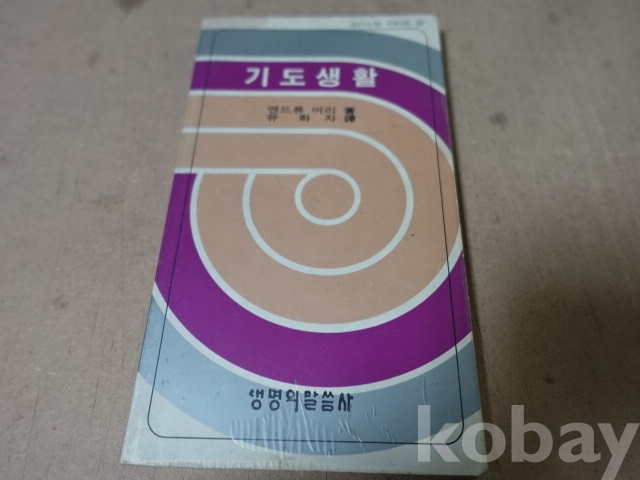 기도생활
앤드류 머리 著
유 화 자 譯
생명의말씀사
kobay